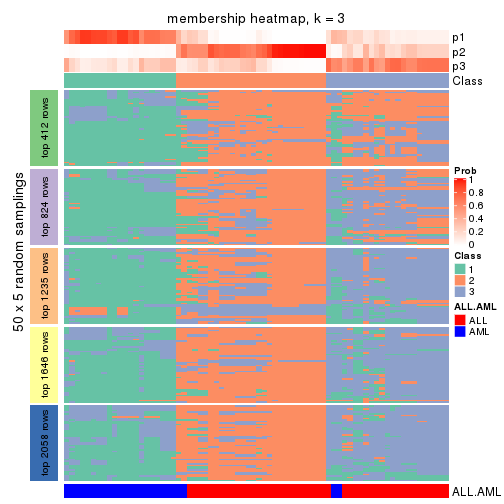 membership heatmap, k = 3
p1
p2
p3
Class
50 x 5 random samplings
top 412 rows
top 824 rows
top 1235 rows
top 1646 rows
top 2058 rows
Prob
1
0.8
0.6
0.4
0.2
0
Class
1
2
3
ALL.AML
ALL
AML
ALL.AML